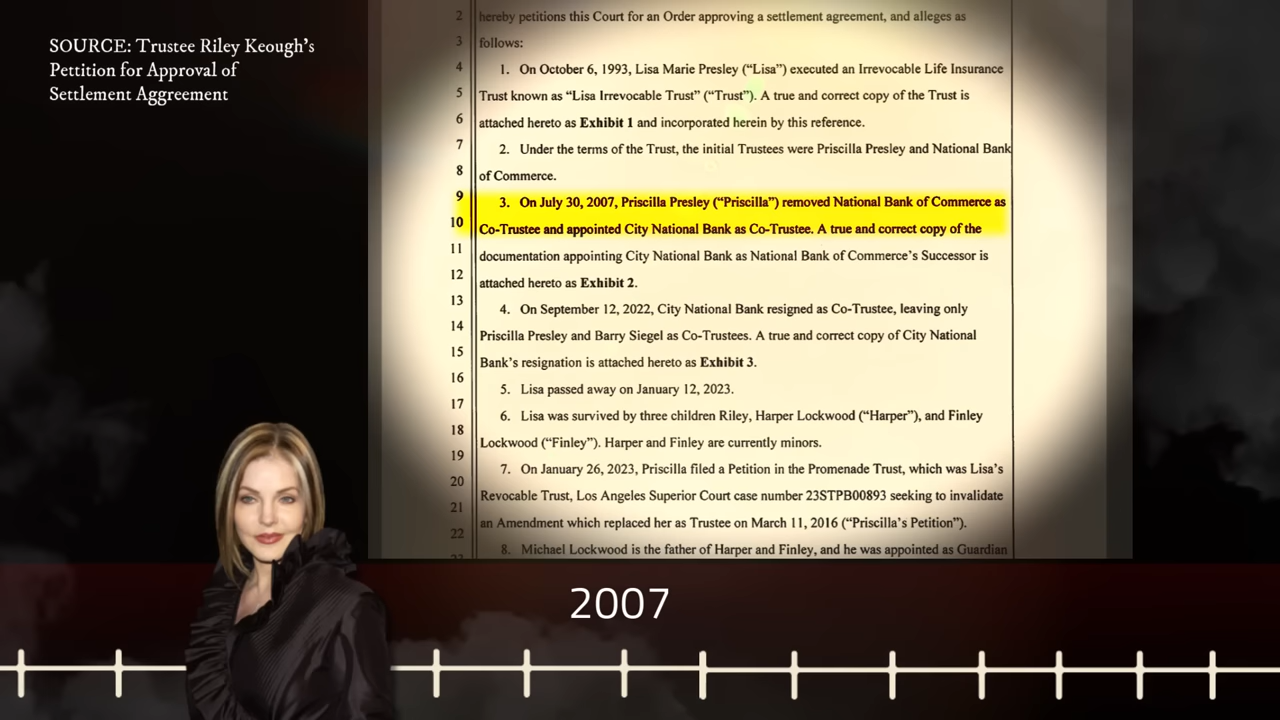 SOURCE: Trustee Riley Keough's
Petition for Approval of
Settlement Aggreement
2 hereby petitions this Court for an Order approving a settlement agreement, and alleges as
3 follows:
4 1. On October 6, 1993, Lisa Marie Presley ("Lisa") executed an Irrevocable Life Insurance
5 Trust known as "Lisa Irrevocable Trust" ("Trust"). A true and correct copy of the Trust is
6 attached hereto as Exhibit 1 and incorporated herein by this reference.
7 2. Under the terms of the Trust, the initial Trustees were Priscilla Presley and National Bank
8 of Commerce.
9 3. On July 30, 2007, Priscilla Presley ("Priscilla") removed National Bank of Commerce as
10 Co-Trustee and appointed City National Bank as Co-Trustee. A true and correct copy of the
11 documentation appointing City National Bank as National Bank of Commerce's Successor is
12 attached hereto as Exhibit 2.
13 4. On September 12, 2022, City National Bank resigned as Co-Trustee, leaving only
14 Priscilla Presley and Barry Siegel as Co-Trustees. A true and correct copy of City National
15 Bank's resignation is attached hereto as Exhibit 3.
16 5. Lisa passed away on January 12, 2023.
17 6. Lisa was survived by three children Riley, Harper Lockwood ("Harper"), and Finley
18 Lockwood ("Finley"). Harper and Finley are currently minors.
19 7. On January 26, 2023, Priscilla filed a Petition in the Promenade Trust, which was Lisa's
20 Revocable Trust, Los Angeles Superior Court case number 23STPB00893 seeking to invalidate
21 an Amendment which replaced her as Trustee on March 11, 2016 ("Priscilla's Petition").
22 8. Michael Lockwood is the father of Harper and Finley, and he was appointed as Guardian
2007